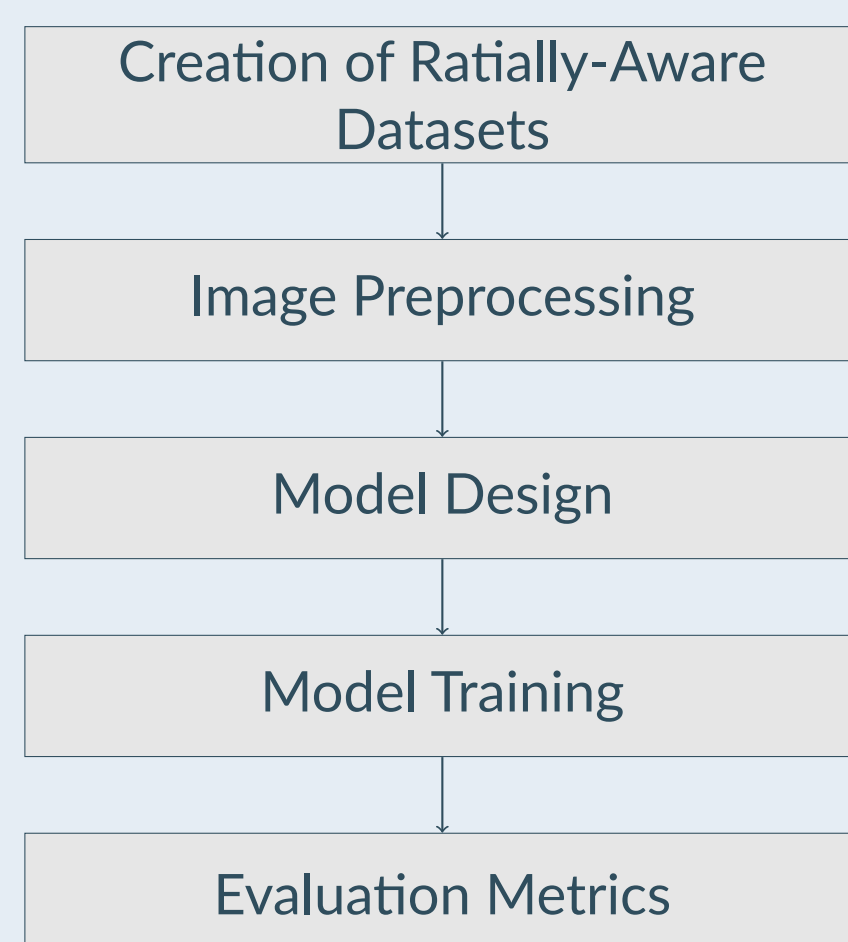 Creation of Ratially-Aware
Datasets
Image Preprocessing
Model Design
Model Training
Evaluation Metrics